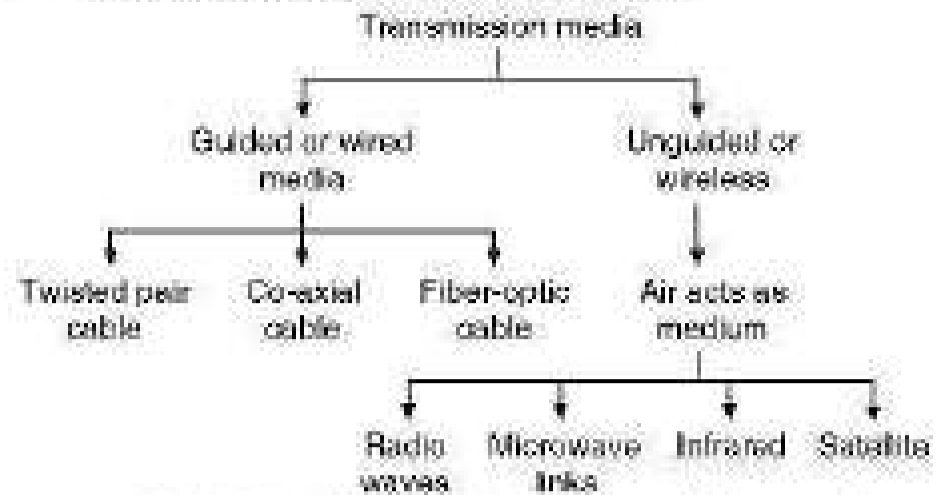 Transmission media
Guided or wired
media
Unguided or
wireless
Twisted pair
cable
Co-axial
cable
Fiber-optic
cable
Air acts as
medium
Radio
waves
Microwave
links
Infrared
Satellite